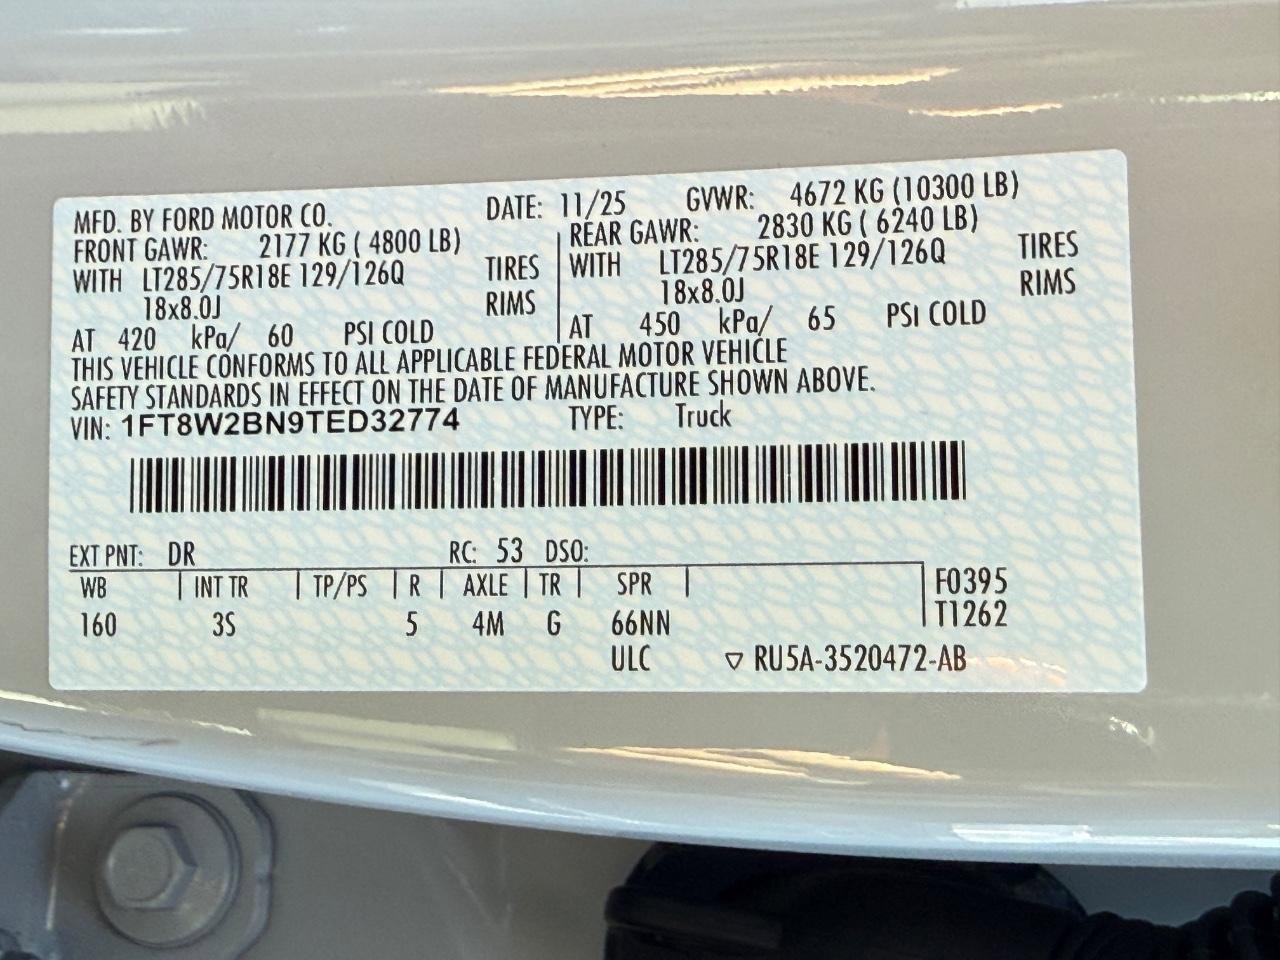 MFD. BY FORD MOTOR CO. DATE: 11/25 GVWR: 4672 KG (10300 LB)
FRONT GAWR: 2177 KG ( 4800 LB) REAR GAWR: 2830 KG ( 6240 LB)
WITH LT285/75R18E 129/126Q TIRES WITH LT285/75R18E 129/126Q TIRES
18x8.0J RIMS 18x8.0J RIMS
AT 420 kPa/ 60 PSI COLD AT 450 kPa/ 65 PSI COLD
THIS VEHICLE CONFORMS TO ALL APPLICABLE FEDERAL MOTOR VEHICLE
SAFETY STANDARDS IN EFFECT ON THE DATE OF MANUFACTURE SHOWN ABOVE.
VIN: 1FT8W2BN9TED32774 TYPE: Truck
EXT PNT: DR RC: 53 DSO:
WB INT TR TP/PS R AXLE TR SPR F0395
160 3S 5 4M G 66NN T1262
ULC ▽ RU5A-3520472-AB